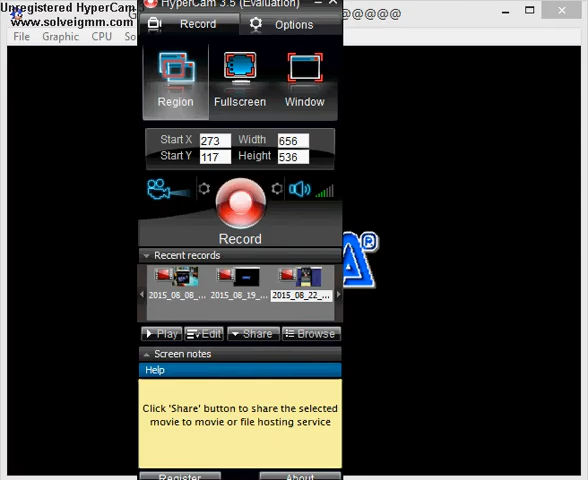 Unregistered HyperCam
www.solveigmm.com
HyperCam 3.5 (Evaluation)
@@@@@
File Graphic CPU So
Record Options
Region Fullscreen Window
Start X 273 Width 656
Start Y 117 Height 536
Record
Recent records
2015_08_08_... 2015_08_19_... 2015_08_22_...
Play Edit Share Browse
Screen notes
Help
Click 'Share' button to share the selected
movie to movie or file hosting service
Register About
A®